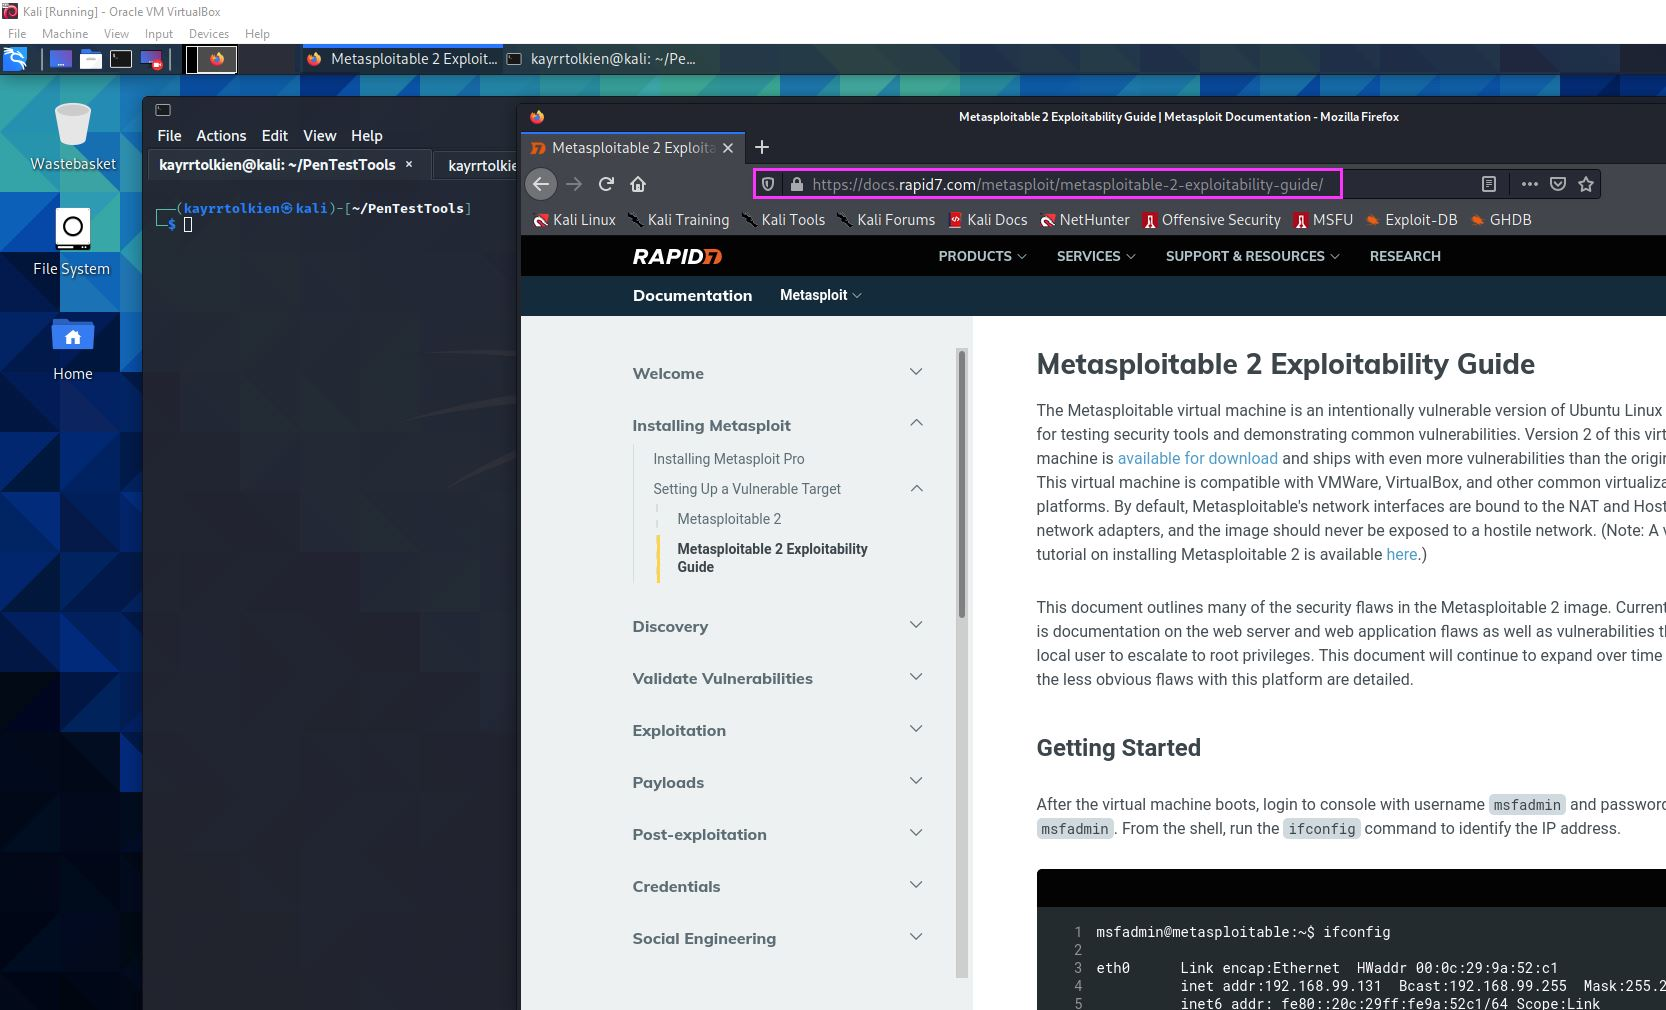 Kali [Running] - Oracle VM VirtualBox
File Machine View Input Devices Help
Metasploitable 2 Exploit... kayrrtolkien@kali: ~/Pe...
Wastebasket
File System
Home
File Actions Edit View Help
kayrrtolkien@kali: ~/PenTestTools × kayrrtolkie
┌──(kayrrtolkien㉿kali)-[~/PenTestTools]
└─$
Metasploitable 2 Exploitability Guide | Metasploit Documentation - Mozilla Firefox
Metasploitable 2 Exploita
https://docs.rapid7.com/metasploit/metasploitable-2-exploitability-guide/
Kali Linux Kali Training Kali Tools Kali Forums Kali Docs NetHunter Offensive Security MSFU Exploit-DB GHDB
RAPID7 PRODUCTS SERVICES SUPPORT & RESOURCES RESEARCH
Documentation Metasploit
Welcome
Installing Metasploit
Installing Metasploit Pro
Setting Up a Vulnerable Target
Metasploitable 2
Metasploitable 2 Exploitability
Guide
Discovery
Validate Vulnerabilities
Exploitation
Payloads
Post-exploitation
Credentials
Social Engineering
Metasploitable 2 Exploitability Guide
The Metasploitable virtual machine is an intentionally vulnerable version of Ubuntu Linux
for testing security tools and demonstrating common vulnerabilities. Version 2 of this virt
machine is available for download and ships with even more vulnerabilities than the origin
This virtual machine is compatible with VMWare, VirtualBox, and other common virtualiza
platforms. By default, Metasploitable's network interfaces are bound to the NAT and Host
network adapters, and the image should never be exposed to a hostile network. (Note: A v
tutorial on installing Metasploitable 2 is available here.)
This document outlines many of the security flaws in the Metasploitable 2 image. Current
is documentation on the web server and web application flaws as well as vulnerabilities th
local user to escalate to root privileges. This document will continue to expand over time
the less obvious flaws with this platform are detailed.
Getting Started
After the virtual machine boots, login to console with username msfadmin and password
msfadmin. From the shell, run the ifconfig command to identify the IP address.
1 msfadmin@metasploitable:~$ ifconfig
2
3 eth0 Link encap:Ethernet HWaddr 00:0c:29:9a:52:c1
4 inet addr:192.168.99.131 Bcast:192.168.99.255 Mask:255.2
5 inet6 addr: fe80::20c:29ff:fe9a:52c1/64 Scope:Link